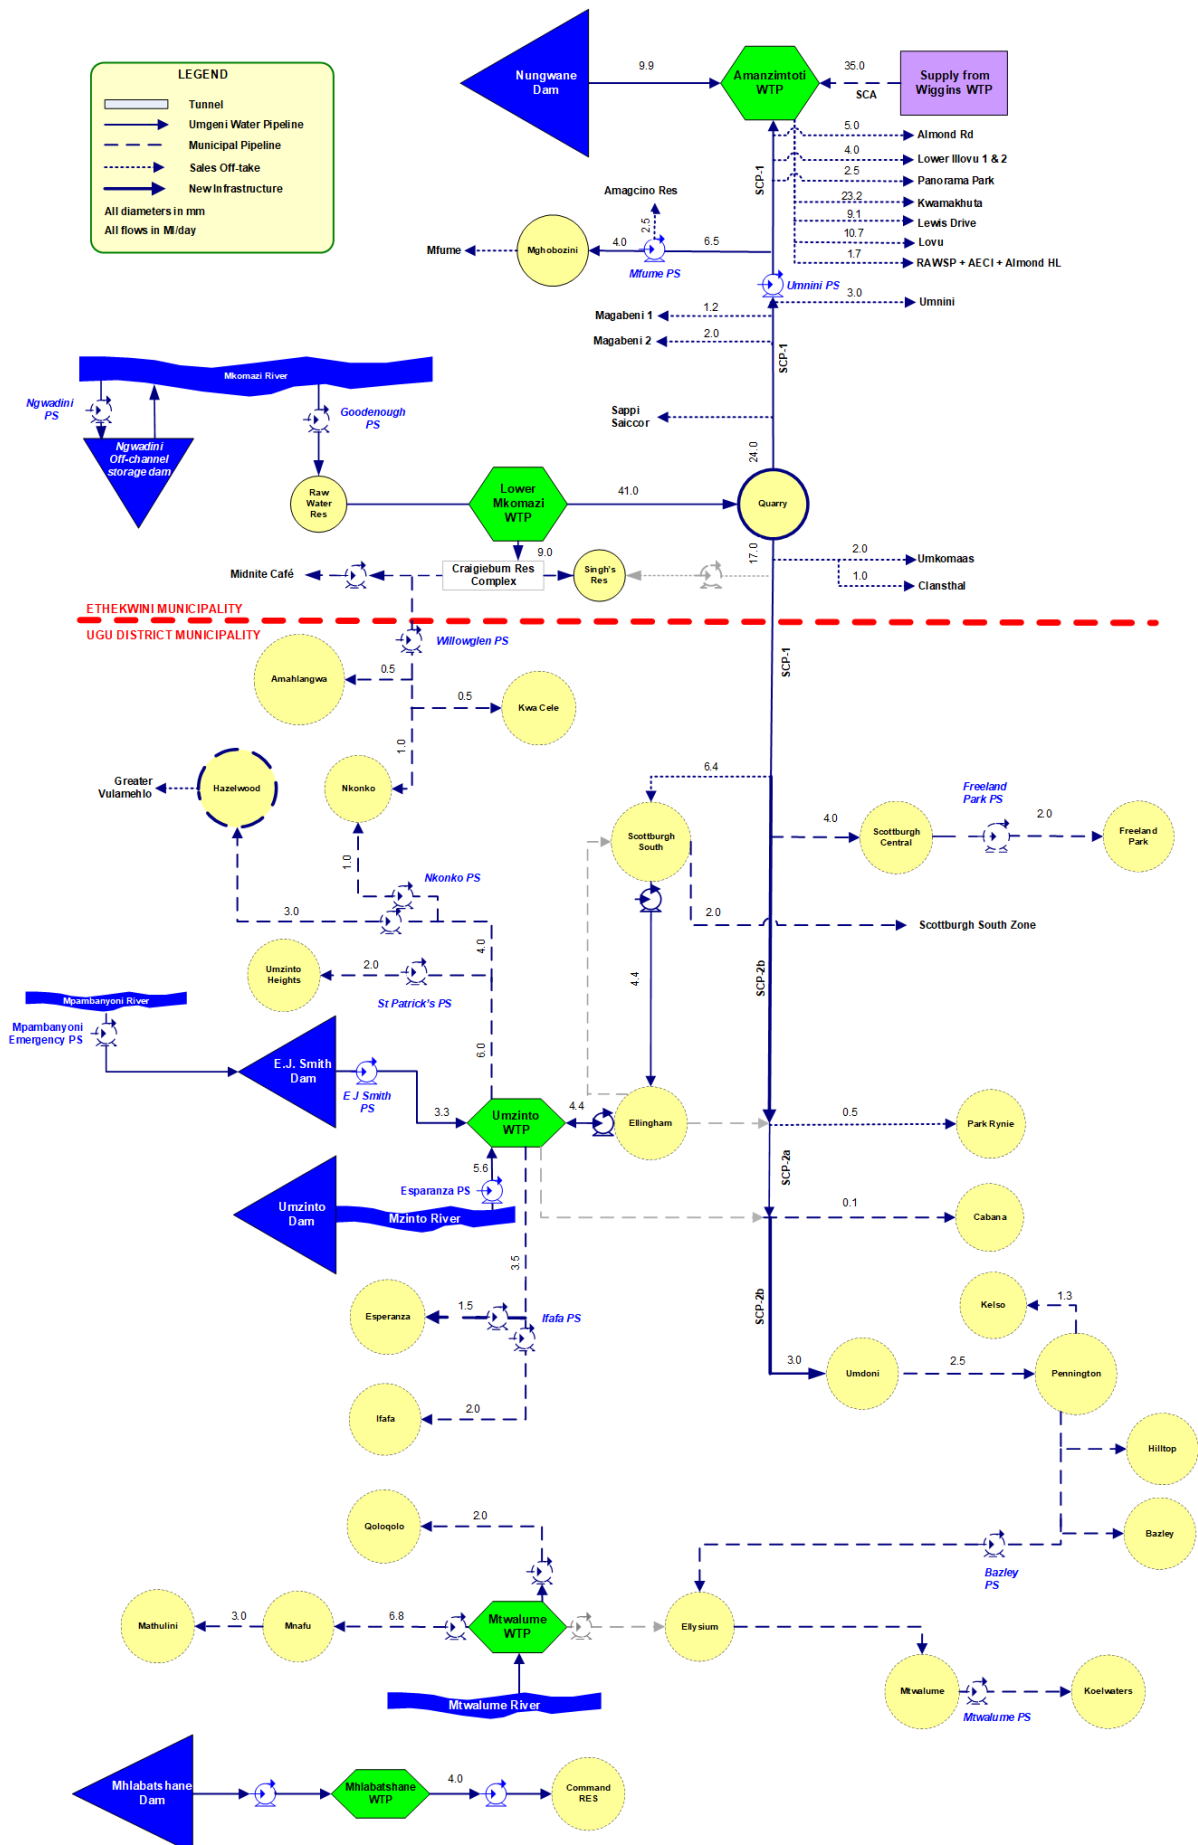 LEGEND
Tunnel
Umgeni Water Pipeline
Municipal Pipeline
Sales Off-take
New Infrastructure
All diameters in mm
All flows in Ml/day
Nungwane
Dam
9.9
Amanzimtoti
WTP
35.0
SCA
Supply from
Wiggins WTP
5.0
Almond Rd
4.0
Lower Illovu 1 & 2
2.5
Panorama Park
23.2
Kwamakhuta
9.1
Lewis Drive
10.7
Lovu
1.7
RAWSP + AECI + Almond HL
SCP-1
Amagcino Res
2.5
Mfume
Mghobozini
4.0
6.5
Mfume PS
Umnini PS
3.0
Umnini
Magabeni 1
1.2
Magabeni 2
2.0
SCP-1
Mkomazi River
Ngwadini
PS
Goodenough
PS
Ngwadini
Off-channel
storage dam
Sappi
Saiccor
24.0
Raw
Water
Res
Lower
Mkomazi
WTP
41.0
Quarry
17.0
Midnite Café
Craigieburn Res
Complex
9.0
Singh's
Res
2.0
Umkomaas
1.0
Clansthal
ETHEKWINI MUNICIPALITY
UGU DISTRICT MUNICIPALITY
Willowglen PS
SCP-1
Amahlangwa
0.5
0.5
Kwa Cele
1.0
Greater
Vulamehlo
Hazelwood
Nkonko
6.4
Freeland
Park PS
Scottburgh
South
4.0
Scottburgh
Central
2.0
Freeland
Park
1.0
Nkonko PS
3.0
4.0
2.0
Scottburgh South Zone
Umzinto
Heights
2.0
St Patrick's PS
4.4
SCP-2b
Mpambanyoni River
Mpambanyoni
Emergency PS
E.J. Smith
Dam
E J Smith
PS
6.0
3.3
Umzinto
WTP
4.4
Ellingham
0.5
Park Rynie
SCP-2a
5.6
Esparanza PS
Umzinto
Dam
Mzinto River
0.1
Cabana
3.5
Esperanza
1.5
Ifafa PS
SCP-2b
Kelso
1.3
3.0
Umdoni
2.5
Pennington
Ifafa
2.0
Hilltop
Qoloqolo
2.0
Bazley
Bazley
PS
Mathulini
3.0
Mnafu
6.8
Mtwalume
WTP
Ellysium
Mtwalume River
Mtwalume
Mtwalume PS
Koelwaters
Mhlabatshane
Dam
Mhlabatshane
WTP
4.0
Command
RES